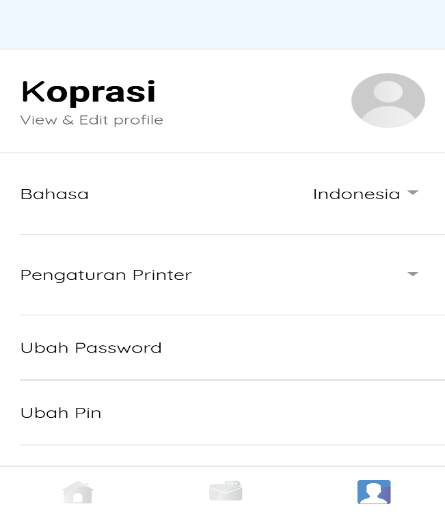 Koprasi
View & Edit profile
Bahasa Indonesia
Pengaturan Printer
Ubah Password
Ubah Pin